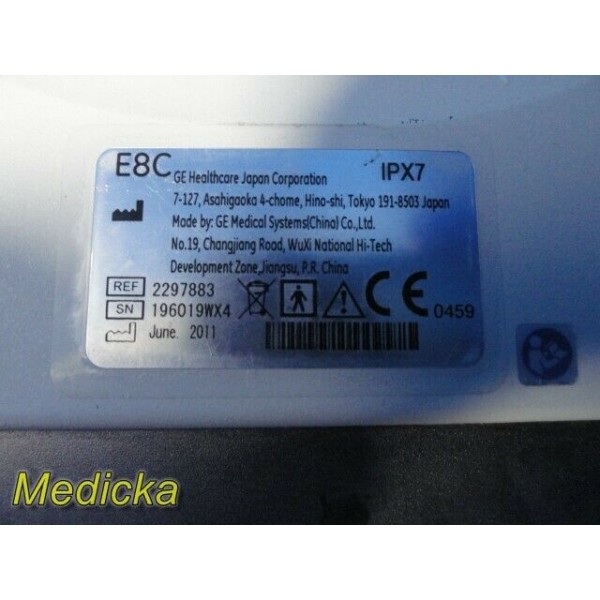 E8C GE Healthcare Japan Corporation IPX7
7-127, Asahigaoka 4-chome, Hino-shi, Tokyo 191-8503 Japan
Made by: GE Medical Systems(China) Co.,Ltd.
No.19, Changjiang Road, WuXi National Hi-Tech
Development Zone,Jiangsu, P.R. China
REF 2297883
SN 196019WX4 CE 0459
June. 2011
Medicka